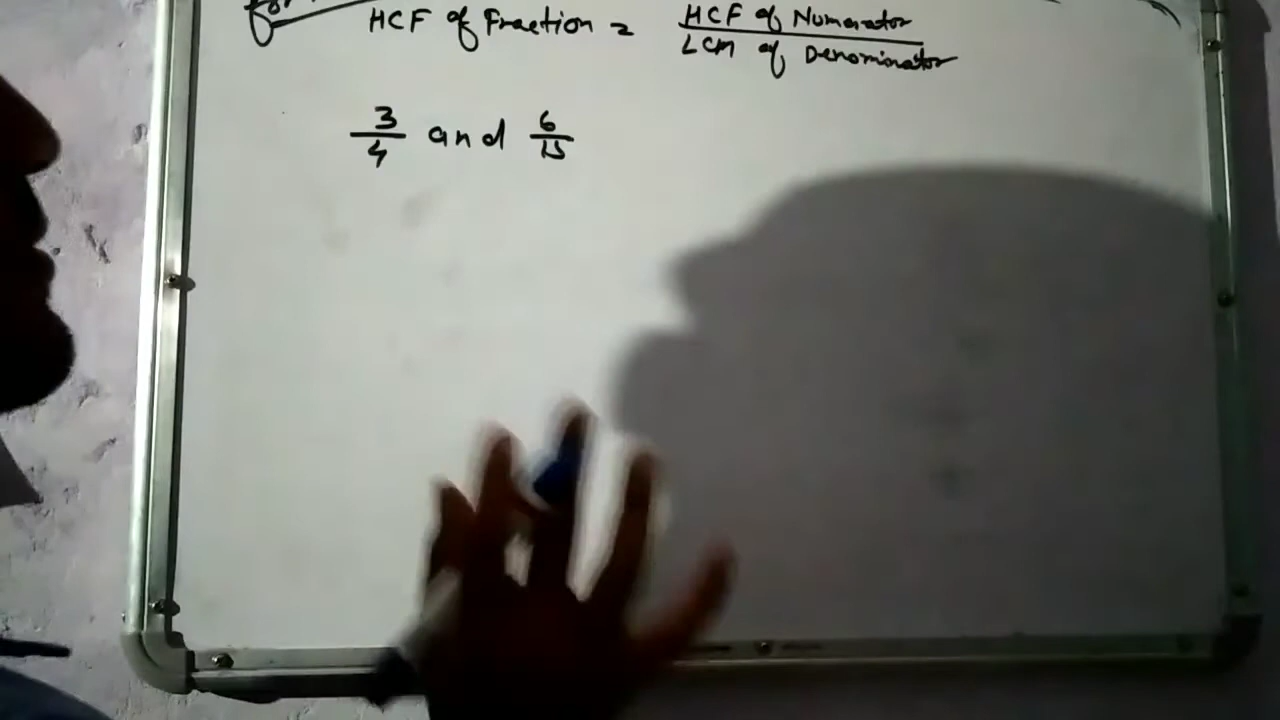 HCF of Fraction = HCF of Numerator / LCM of Denominator
3/4 and 6/15